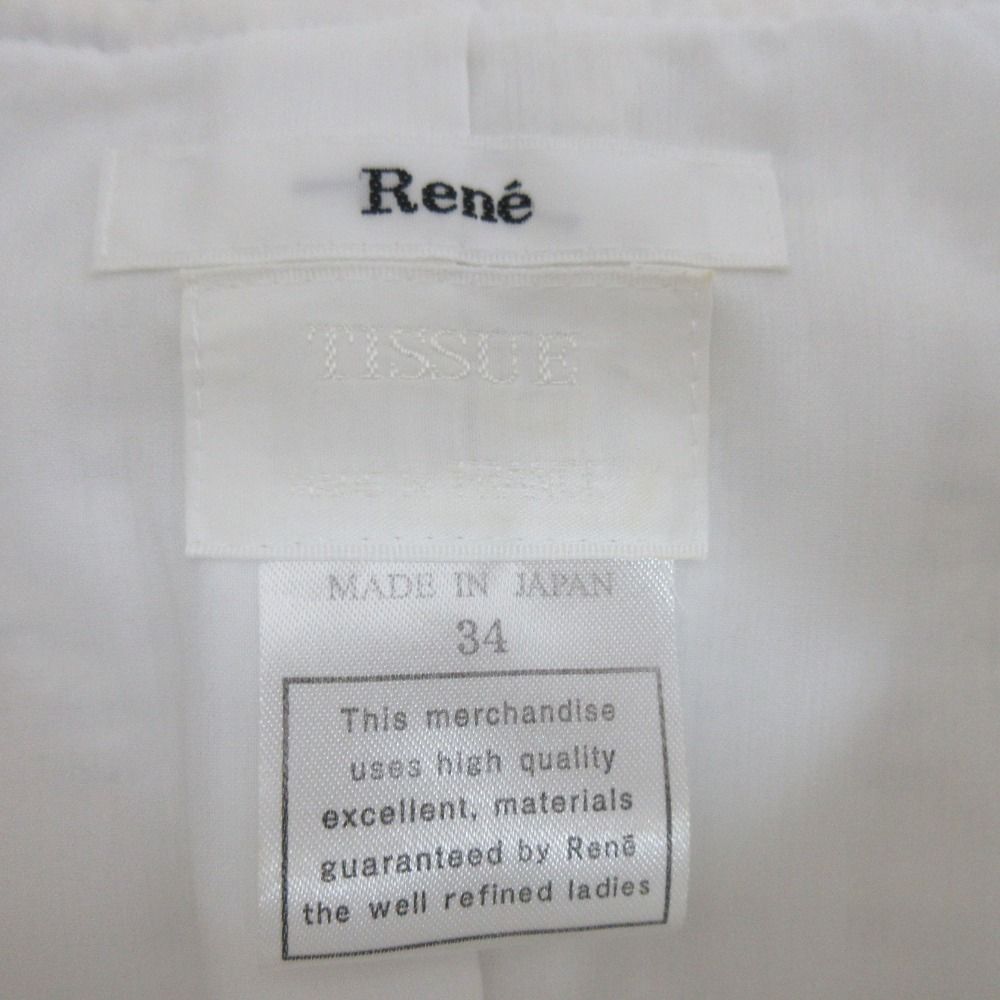 René
TISSUE
MADE IN JAPAN
34
This merchandise
uses high quality
excellent, materials
guaranteed by René
the well refined ladies